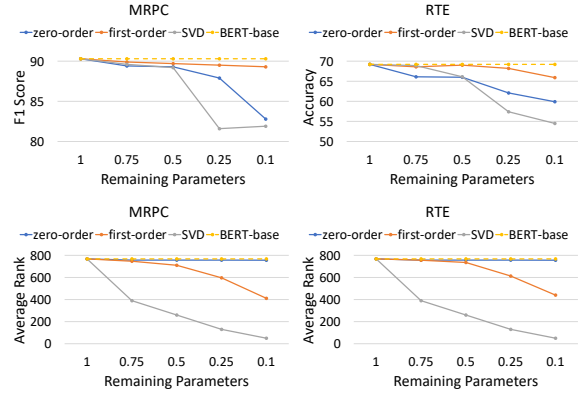 MRPC
zero-order first-order SVD BERT-base
90
85
80
F1 Score
1 0.75 0.5 0.25 0.1
Remaining Parameters
RTE
zero-order first-order SVD BERT-base
70
65
60
55
50
Accuracy
1 0.75 0.5 0.25 0.1
Remaining Parameters
MRPC
zero-order first-order SVD BERT-base
800
600
400
200
0
Average Rank
1 0.75 0.5 0.25 0.1
Remaining Parameters
RTE
zero-order first-order SVD BERT-base
800
600
400
200
0
Average Rank
1 0.75 0.5 0.25 0.1
Remaining Parameters